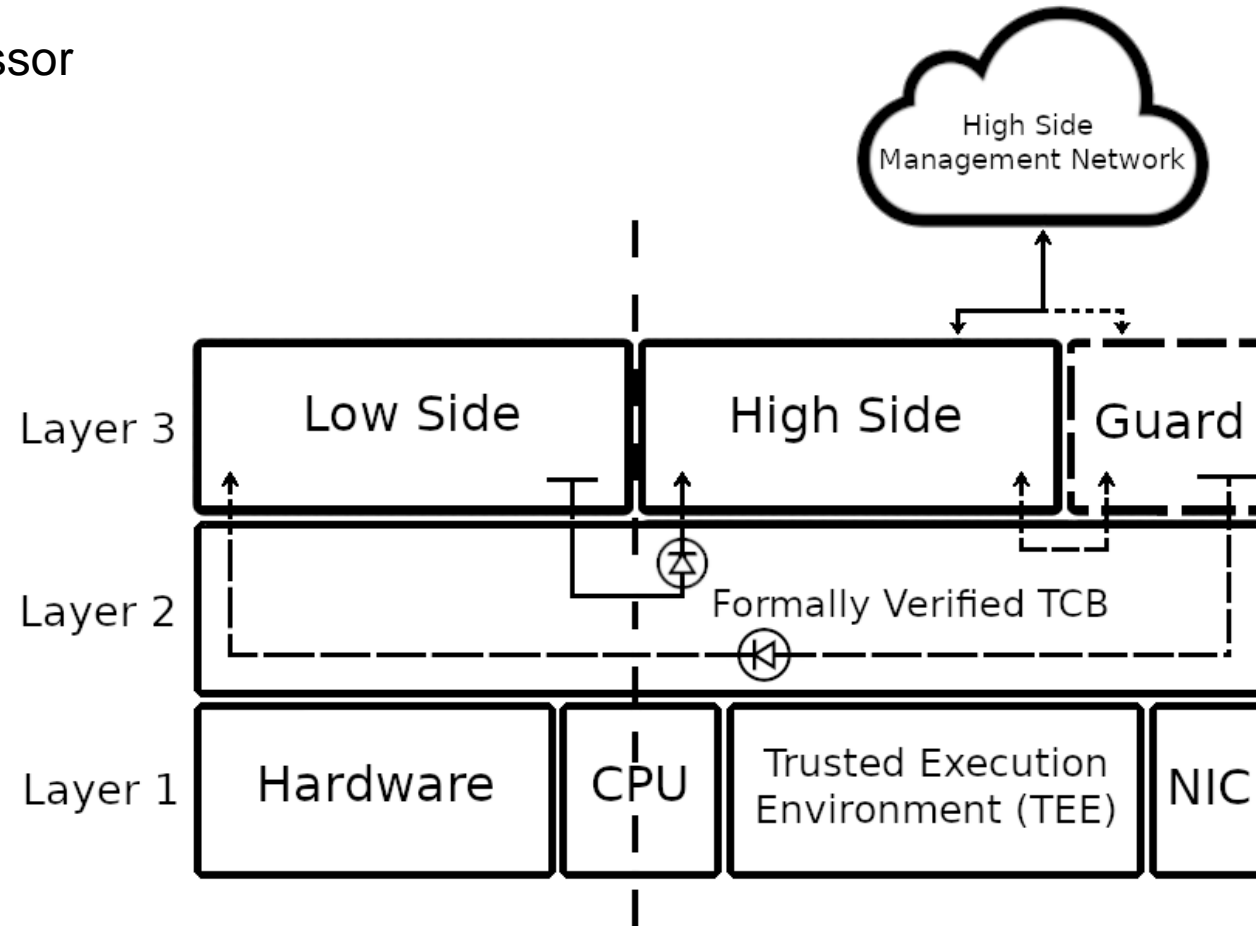 ssor
High Side
Management Network
Layer 3
Low Side
High Side
Guard
Layer 2
Formally Verified TCB
Layer 1
Hardware
CPU
Trusted Execution
Environment (TEE)
NIC